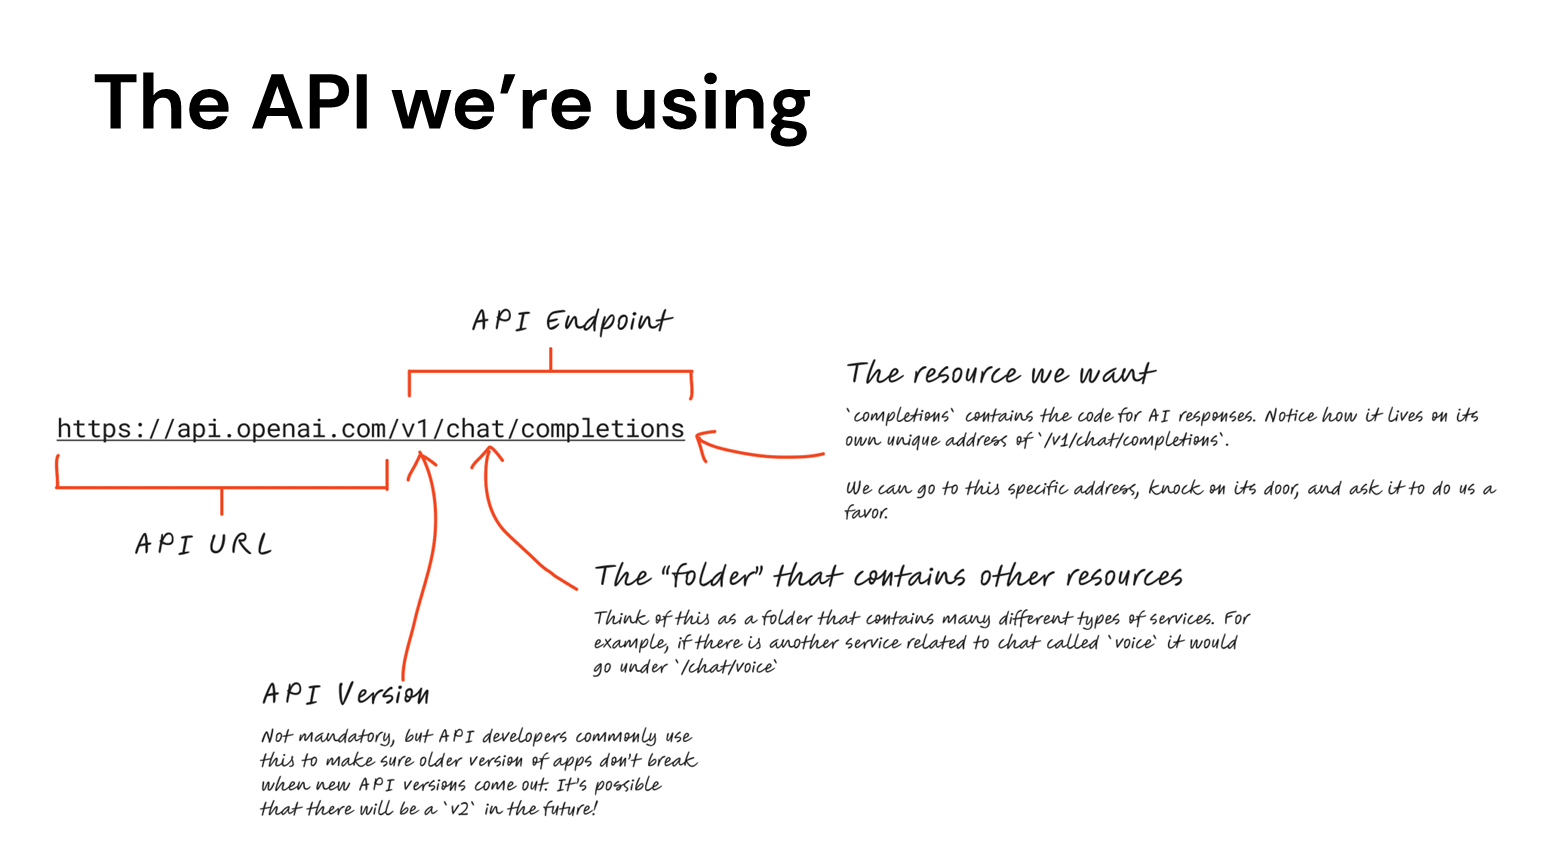 The API we're using
API Endpoint
https://api.openai.com/v1/chat/completions
API URL
The resource we want
`completions` contains the code for AI responses. Notice how it lives on its
own unique address of `/v1/chat/completions`.
We can go to this specific address, knock on its door, and ask it to do us a
favor.
The “folder” that contains other resources
Think of this as a folder that contains many different types of services. For
example, if there is another service related to chat called `voice` it would
go under `/chat/voice`
API Version
Not mandatory, but API developers commonly use
this to make sure older version of apps don't break
when new API versions come out. It's possible
that there will be a `v2` in the future!